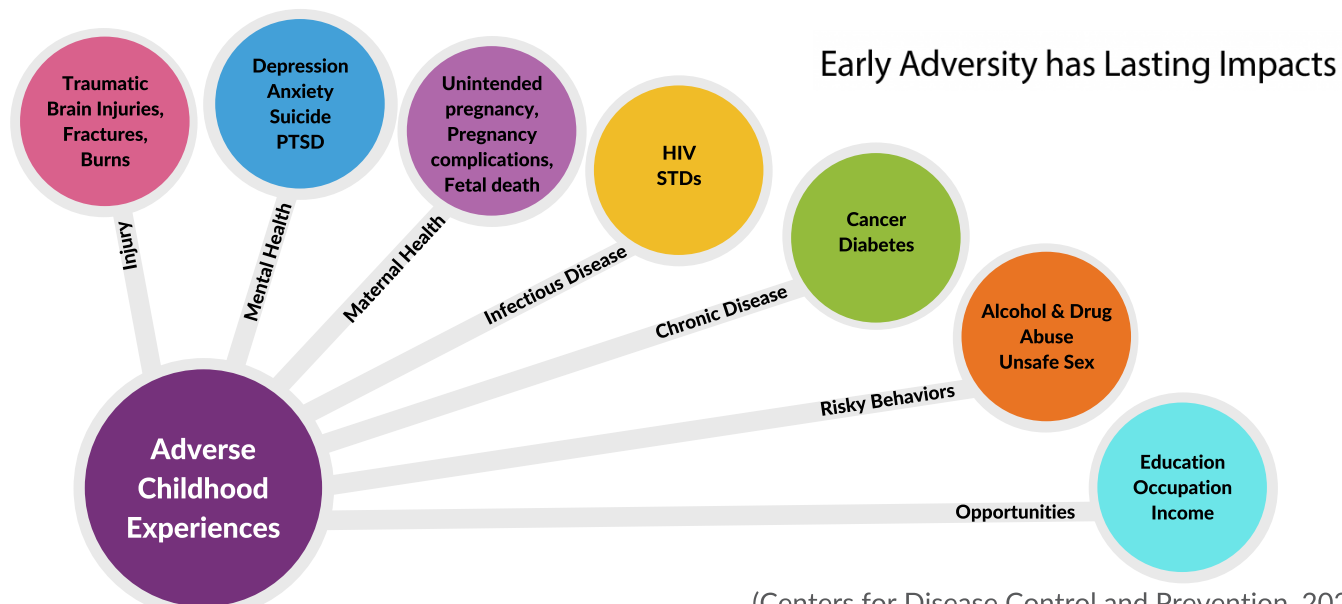 Early Adversity has Lasting Impacts
Traumatic
Brain Injuries,
Fractures,
Burns
Injury
Depression
Anxiety
Suicide
PTSD
Mental Health
Unintended
pregnancy,
Pregnancy
complications,
Fetal death
Maternal Health
HIV
STDs
Infectious Disease
Cancer
Diabetes
Chronic Disease
Alcohol & Drug
Abuse
Unsafe Sex
Risky Behaviors
Education
Occupation
Income
Opportunities
Adverse
Childhood
Experiences
(Centers for Disease Control and Prevention,